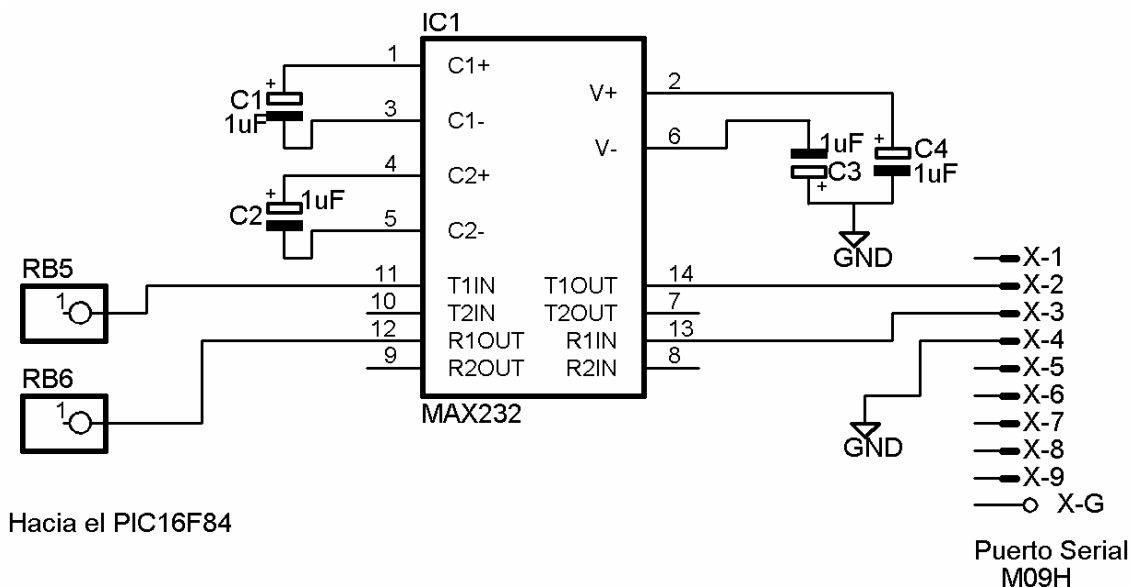 IC1
1 C1+
C1 + 1uF
3 C1-
4 C2+
C2 + 1uF
5 C2-
V+ 2
V- 6
1uF C3 +
+ C4 1uF
GND
RB5
1
11 T1IN T1OUT 14
10 T2IN T2OUT 7
12 R1OUT R1IN 13
9 R2OUT R2IN 8
RB6
1
MAX232
GND
X-1
X-2
X-3
X-4
X-5
X-6
X-7
X-8
X-9
X-G
Hacia el PIC16F84
Puerto Serial
M09H